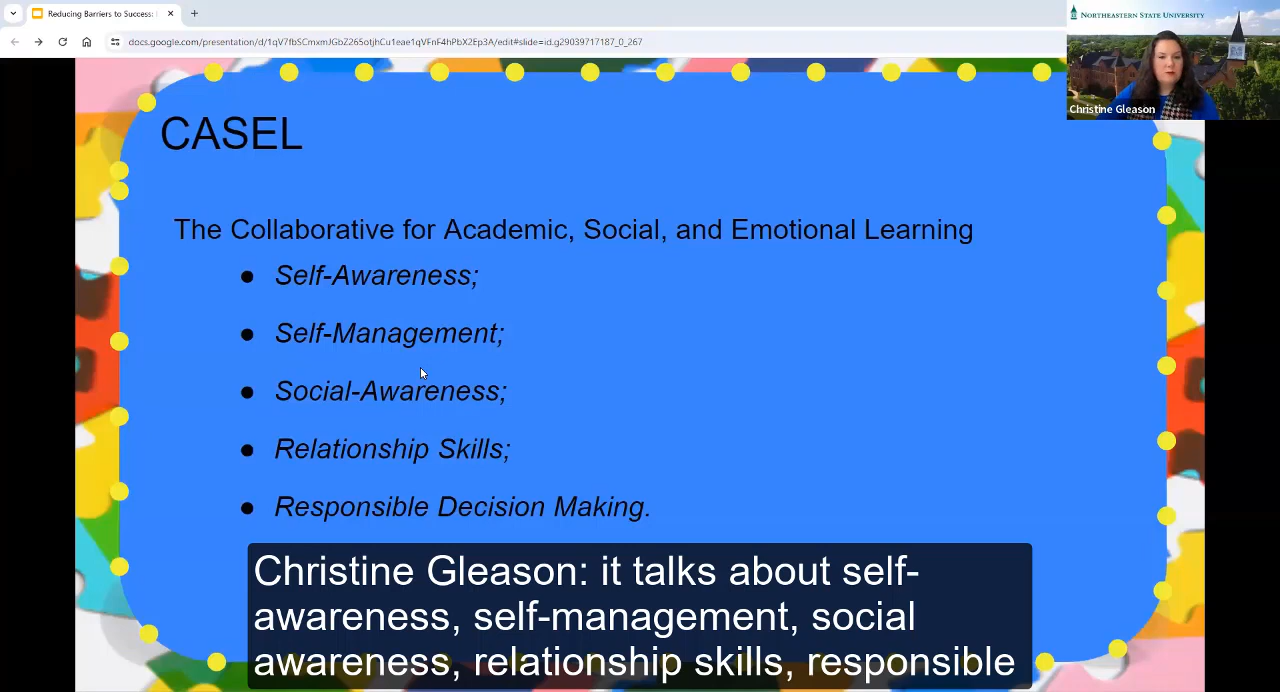 Reducing Barriers to Success:
docs.google.com/presentation/d/1qV7fbSCmxmJGbZ265otjhCu1eae1qVFnF4hPbX2Ep3A/edit#slide=id.g29039717187_0_267
NORTHEASTERN STATE UNIVERSITY
Christine Gleason
CASEL
The Collaborative for Academic, Social, and Emotional Learning
● Self-Awareness;
● Self-Management;
● Social-Awareness;
● Relationship Skills;
● Responsible Decision Making.
Christine Gleason: it talks about self-
awareness, self-management, social
awareness, relationship skills, responsible